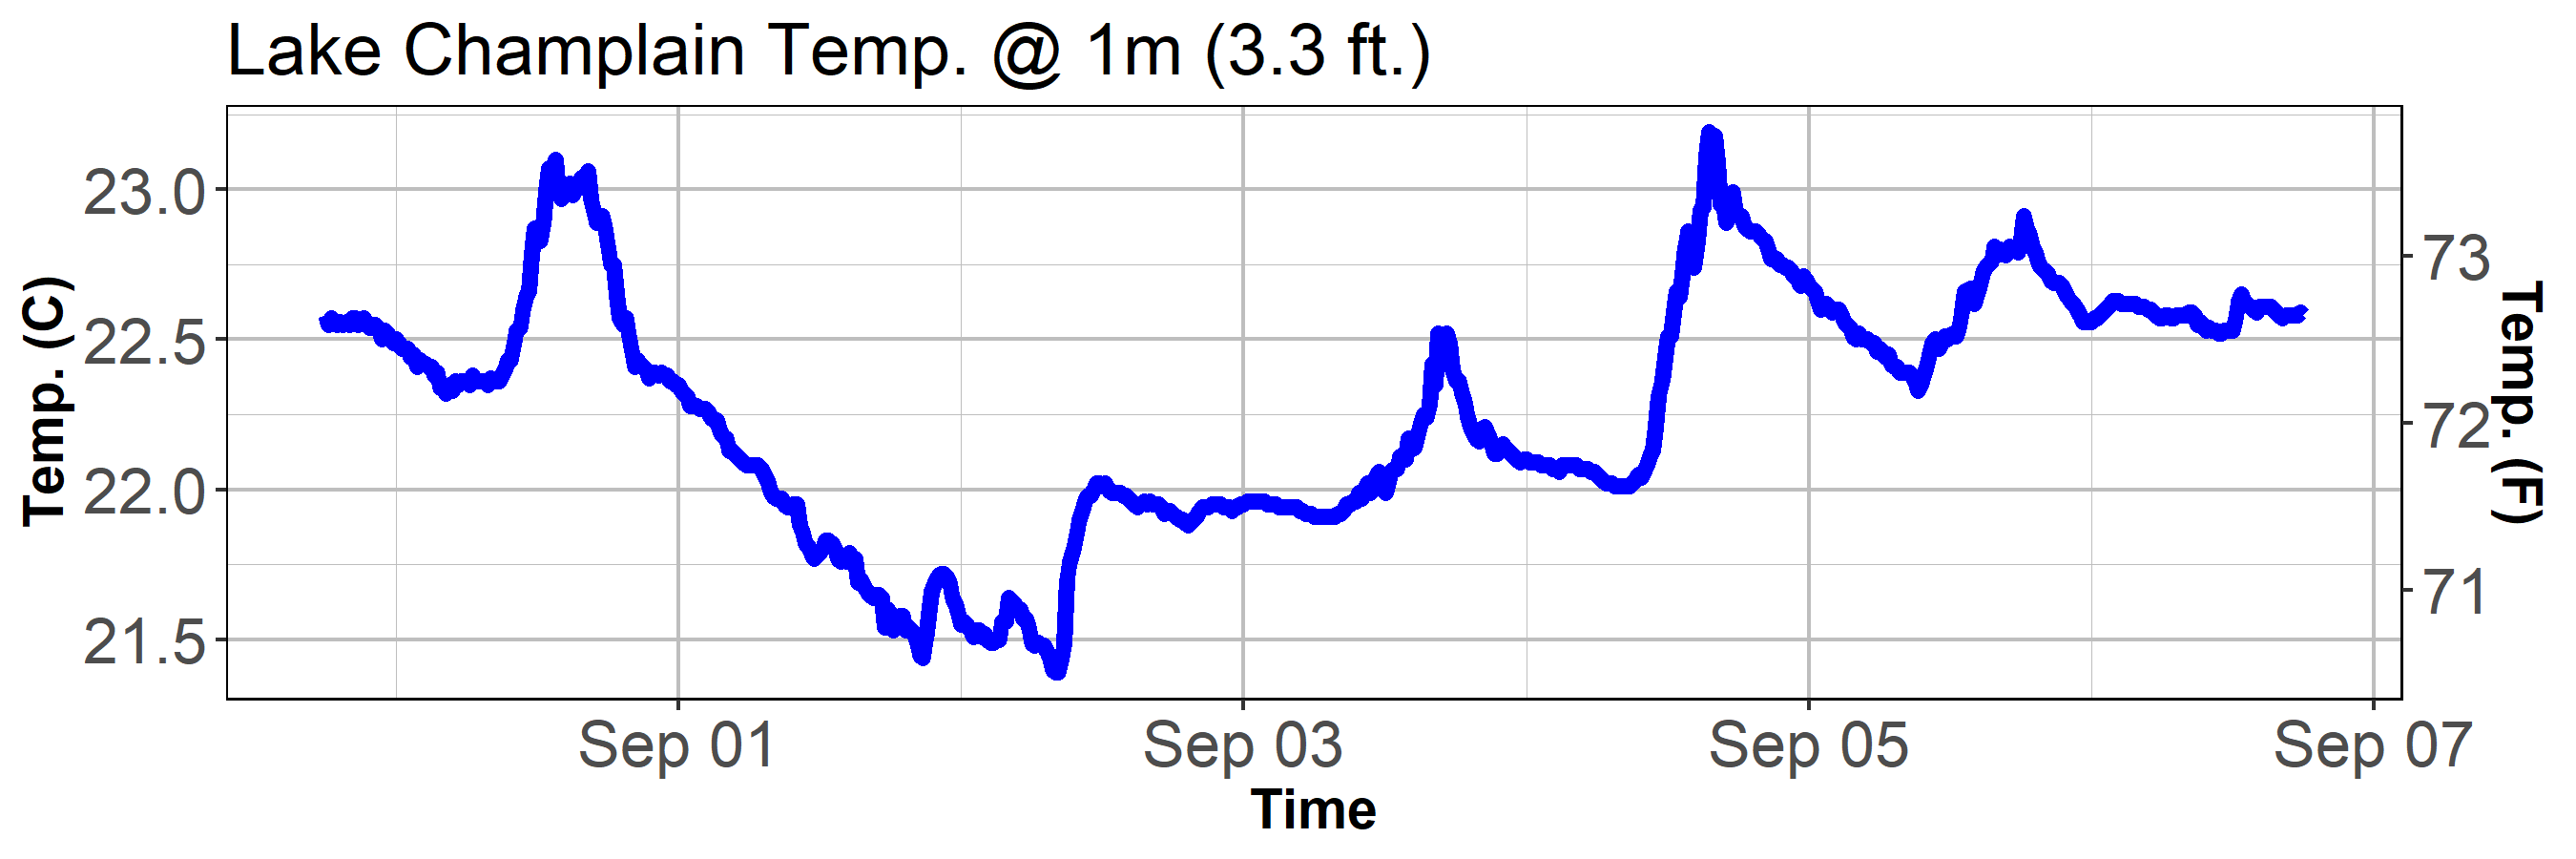 Lake Champlain Temp. @ 1m (3.3 ft.)
Temp. (C)
23.0
22.5
22.0
21.5
73
72
71
Temp. (F)
Sep 01 Sep 03 Sep 05 Sep 07
Time